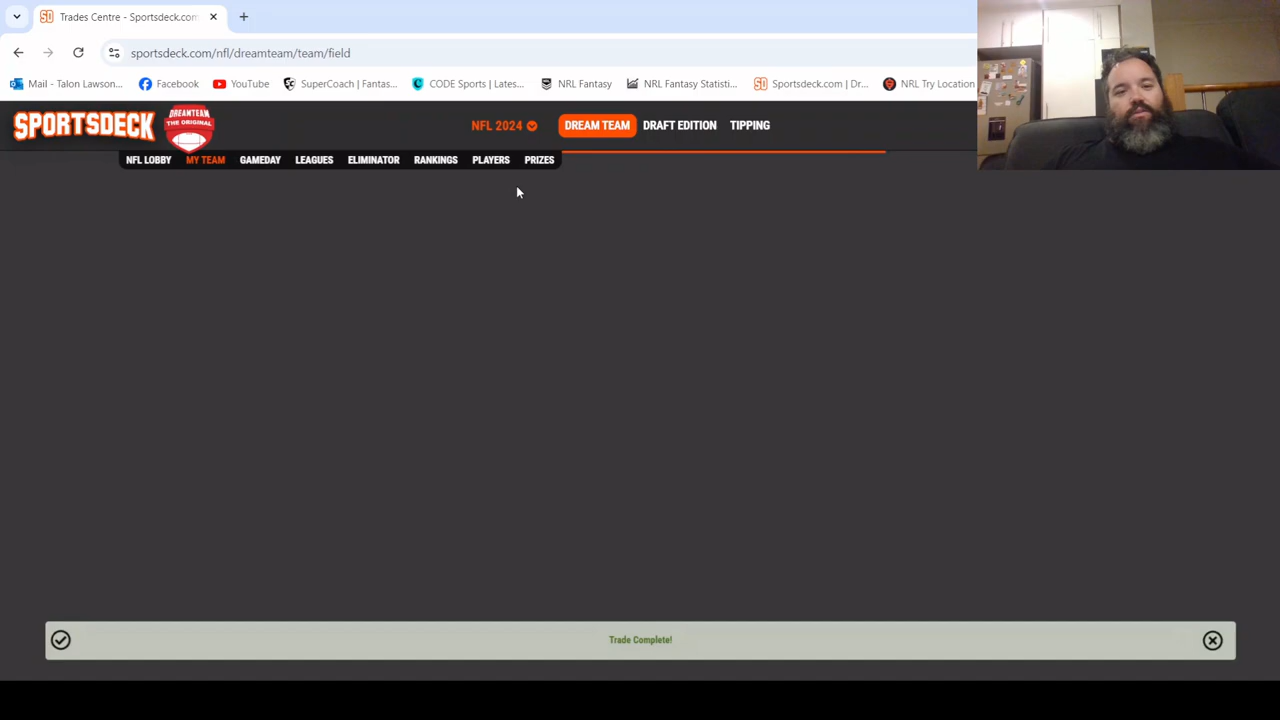 Trades Centre - Sportsdeck.com
sportsdeck.com/nfl/dreamteam/team/field
Mail - Talon Lawson...
Facebook
YouTube
SuperCoach | Fantas...
CODE Sports | Lates...
NRL Fantasy
NRL Fantasy Statisti...
Sportsdeck.com | Dr...
NRL Try Location
SPORTSDECK
DREAMTEAM
THE ORIGINAL
NFL 2024
DREAM TEAM
DRAFT EDITION
TIPPING
NFL LOBBY
MY TEAM
GAMEDAY
LEAGUES
ELIMINATOR
RANKINGS
PLAYERS
PRIZES
Trade Complete!